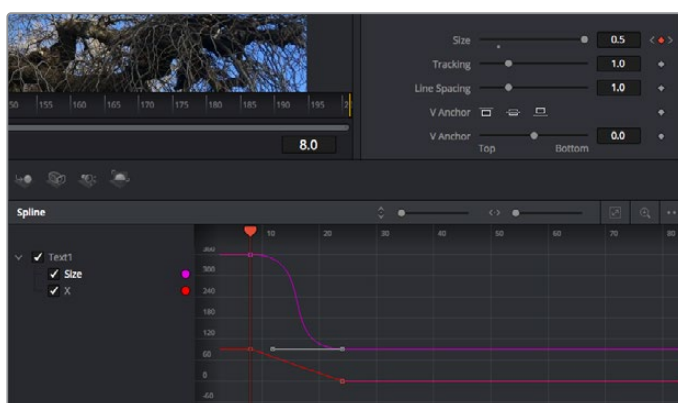 Size 0.5
Tracking 1.0
50 155 160 165 170 175 180 185 190 195
Line Spacing 1.0
V Anchor
8.0
V Anchor 0.0
Top Bottom
Spline
10 20 30 40 50 60 70 80
Text1
Size
X
360
300
240
180
120
60
0
-60